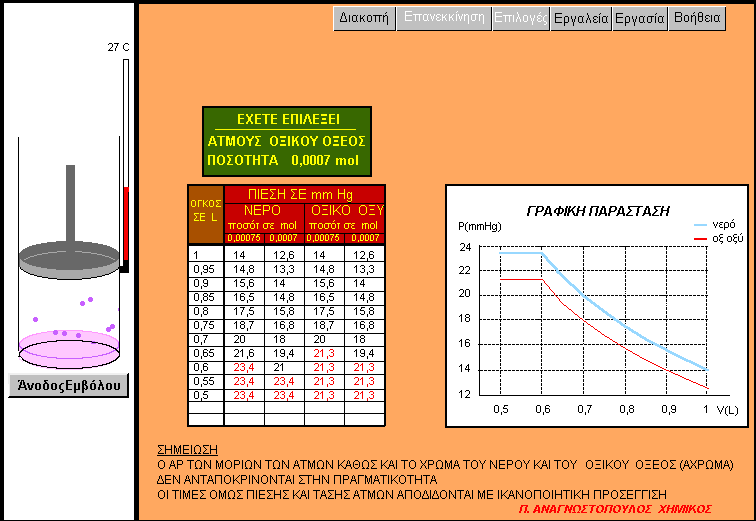 Διακοπή Επανεκκίνηση Επιλογές Εργαλεία Εργασία Βοήθεια
27 C
ΕΧΕΤΕ ΕΠΙΛΕΞΕΙ
ΑΤΜΟΥΣ ΟΞΙΚΟΥ ΟΞΕΟΣ
ΠΟΣΟΤΗΤΑ 0,0007 mol
ΟΓΚΟΣ ΣΕ L
ΠΙΕΣΗ ΣΕ mm Hg
ΝΕΡΟ ΟΞΙΚΟ ΟΞΥ
ποσότ σε mol ποσότ σε mol
0,00075 0,0007 0,00075 0,0007
1 14 12,6 14 12,6
0,95 14,8 13,3 14,8 13,3
0,9 15,6 14 15,6 14
0,85 16,5 14,8 16,5 14,8
0,8 17,5 15,8 17,5 15,8
0,75 18,7 16,8 18,7 16,8
0,7 20 18 20 18
0,65 21,6 19,4 21,3 19,4
0,6 23,4 21 21,3 21,3
0,55 23,4 23,4 21,3 21,3
0,5 23,4 23,4 21,3 21,3
ΓΡΑΦΙΚΗ ΠΑΡΑΣΤΑΣΗ
P(mmHg)
νερό
οξ οξύ
24
22
20
18
16
14
12
0,5 0,6 0,7 0,8 0,9 1 V(L)
ΆνοδοςΕμβόλου
ΣΗΜΕΙΩΣΗ
Ο ΑΡ ΤΩΝ ΜΟΡΙΩΝ ΤΩΝ ΑΤΜΩΝ ΚΑΘΩΣ ΚΑΙ ΤΟ ΧΡΩΜΑ ΤΟΥ ΝΕΡΟΥ ΚΑΙ ΤΟΥ ΟΞΙΚΟΥ ΟΞΕΟΣ (ΑΧΡΩΜΑ)
ΔΕΝ ΑΝΤΑΠΟΚΡΙΝΟΝΤΑΙ ΣΤΗΝ ΠΡΑΓΜΑΤΙΚΟΤΗΤΑ
ΟΙ ΤΙΜΕΣ ΟΜΩΣ ΠΙΕΣΗΣ ΚΑΙ ΤΑΣΗΣ ΑΤΜΩΝ ΑΠΟΔΙΔΟΝΤΑΙ ΜΕ ΙΚΑΝΟΠΟΙΗΤΙΚΗ ΠΡΟΣΕΓΓΙΣΗ
Π. ΑΝΑΓΝΩΣΤΟΠΟΥΛΟΣ ΧΗΜΙΚΟΣ